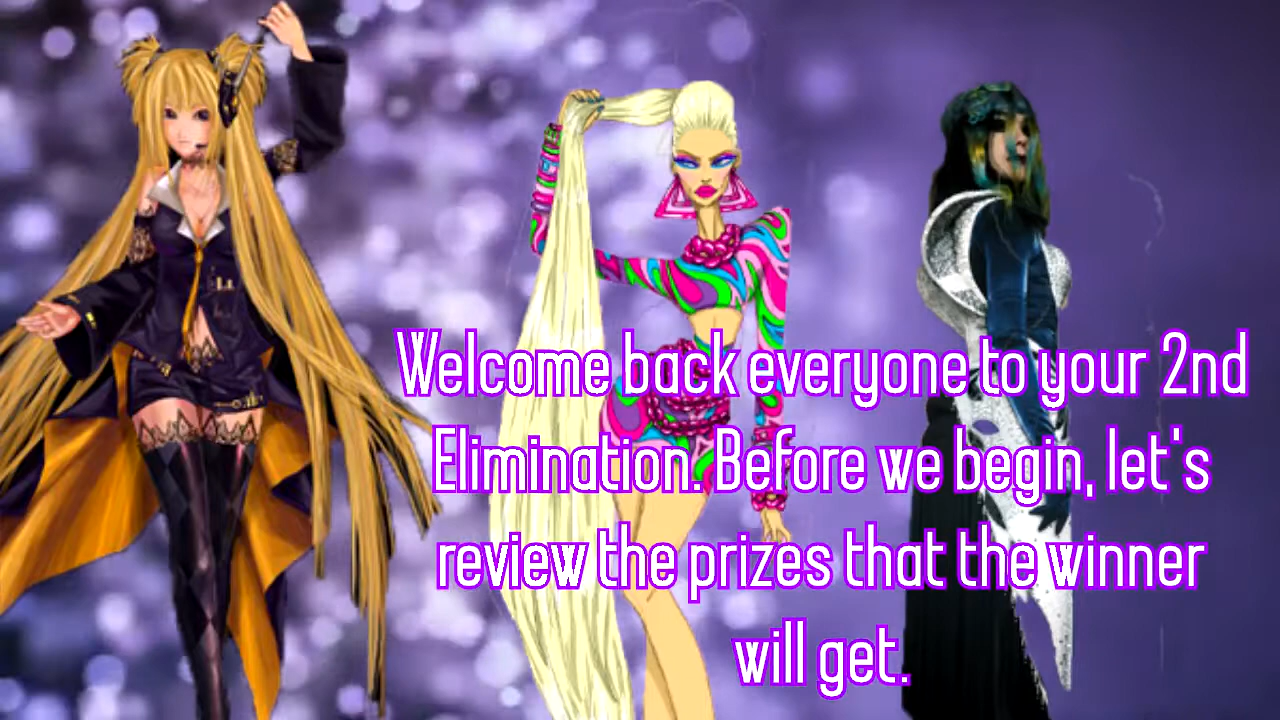 Welcome back everyone to your 2nd
Elimination. Before we begin, let's
review the prizes that the winner
will get.